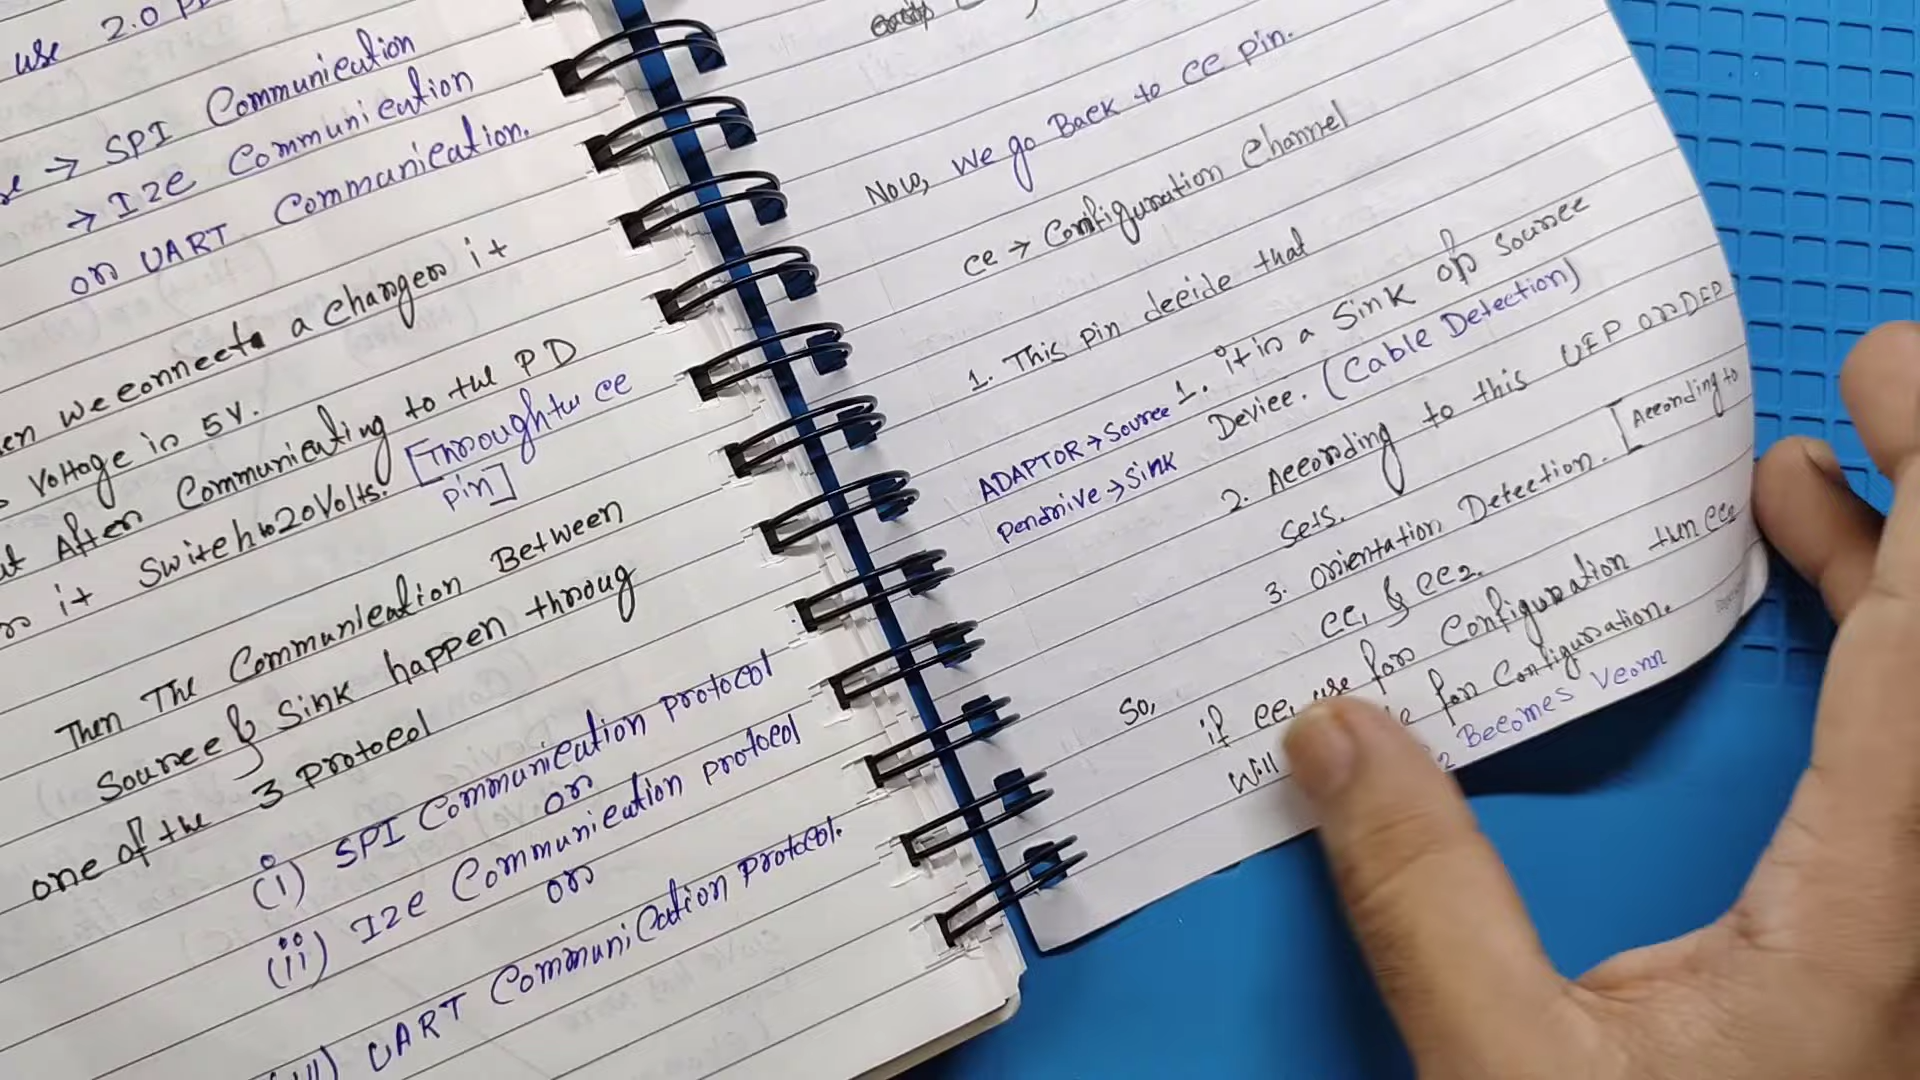 use 2.0
→ SPI Communication
→ I2C Communication
or UART Communication.
we connect a charger it
Voltage is 5V.
After Communicating to the PD
it Switch to 20Volts. [Through the cc
pin]
Then The Communication Between
Source & Sink happen throug
one of the 3 protocol
(i) SPI Communication protocol
or
(ii) I2C Communication protocol
or
UART Communication protocol.
Now, we go Back to CC pin.
CC → Configuration Channel
1. This pin decide that
1. it is a Sink or source
ADAPTOR → Source
Device. (Cable Detection)
Pendrive → Sink
2. According to this UFP or DFP
sets.
3. orientation Detection. [According to
CC1 & CC2.
So,
if CC1 use for Configuration then CC2
will for Configuration.
2 Becomes Vconn